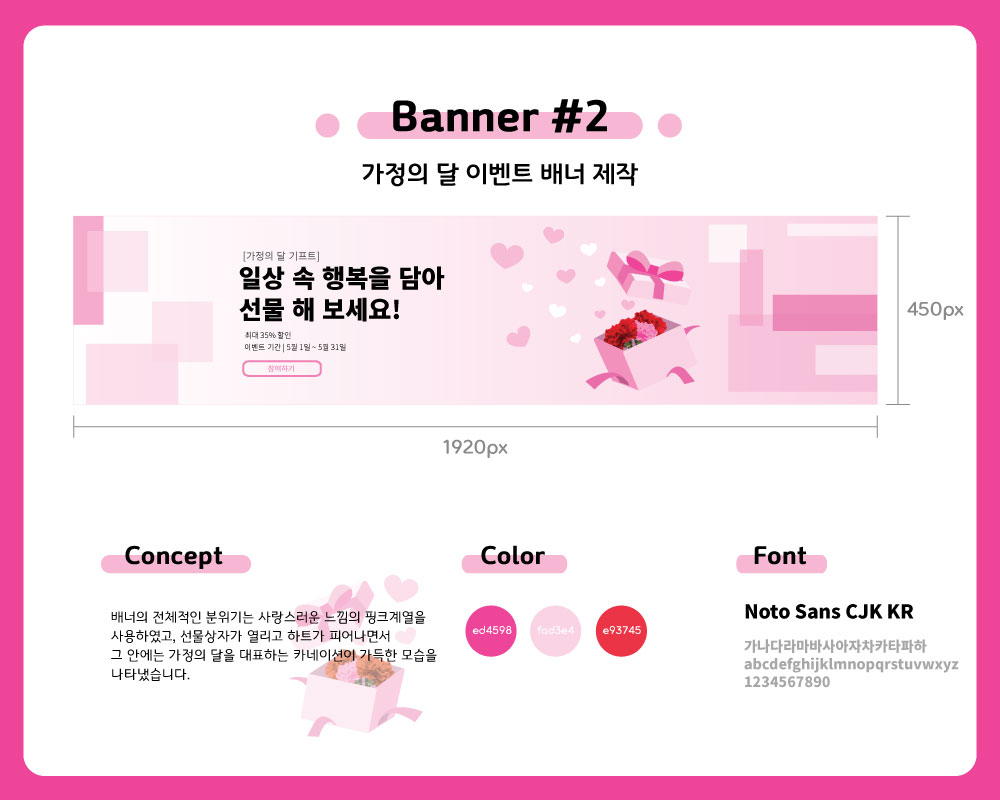 Banner #2
가정의 달 이벤트 배너 제작
[가정의 달 기프트]
일상 속 행복을 담아
선물 해 보세요!
최대 35% 할인
이벤트 기간 | 5월 1일 ~ 5월 31일
참여하기
450px
1920px
Concept
배너의 전체적인 분위기는 사랑스러운 느낌의 핑크계열을
사용하였고, 선물상자가 열리고 하트가 피어나면서
그 안에는 가정의 달을 대표하는 카네이션이 가득한 모습을
나타냈습니다.
Color
ed4598
fad3e4
e93745
Font
Noto Sans CJK KR
가나다라마바사아자차카타파하
abcdefghijklmnopqrstuvwxyz
1234567890